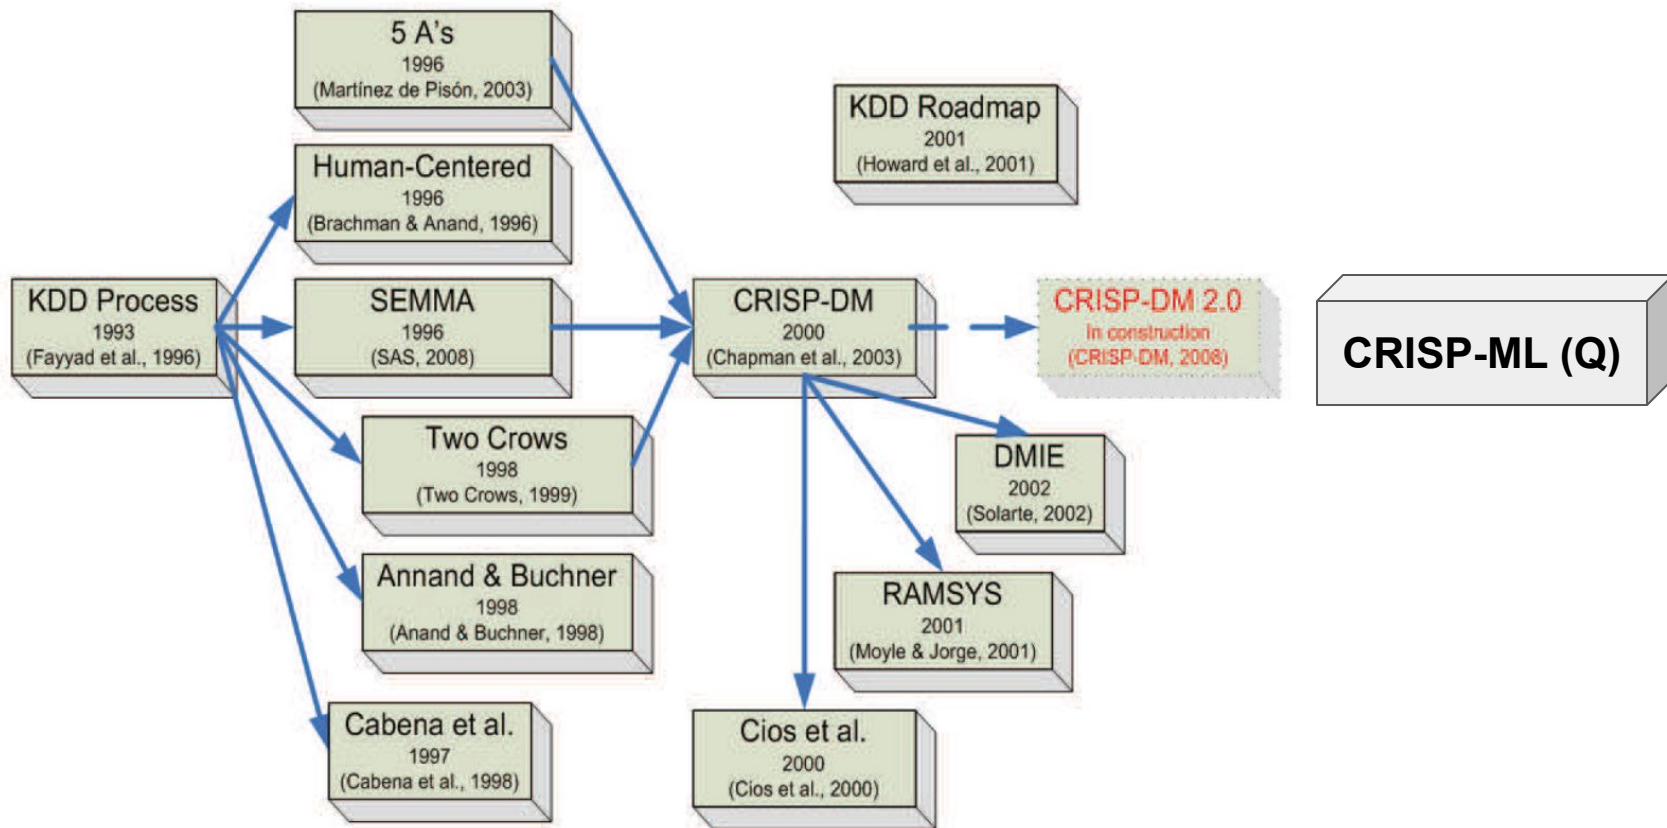 5 A's
1996
(Martínez de Pisón, 2003)
KDD Roadmap
2001
(Howard et al., 2001)
Human-Centered
1996
(Brachman & Anand, 1996)
KDD Process
1993
(Fayyad et al., 1996)
SEMMA
1996
(SAS, 2008)
CRISP-DM
2000
(Chapman et al., 2003)
CRISP-DM 2.0
In construction
(CRISP-DM, 2008)
CRISP-ML (Q)
Two Crows
1998
(Two Crows, 1999)
DMIE
2002
(Solarte, 2002)
Annand & Buchner
1998
(Anand & Buchner, 1998)
RAMSYS
2001
(Moyle & Jorge, 2001)
Cabena et al.
1997
(Cabena et al., 1998)
Cios et al.
2000
(Cios et al., 2000)